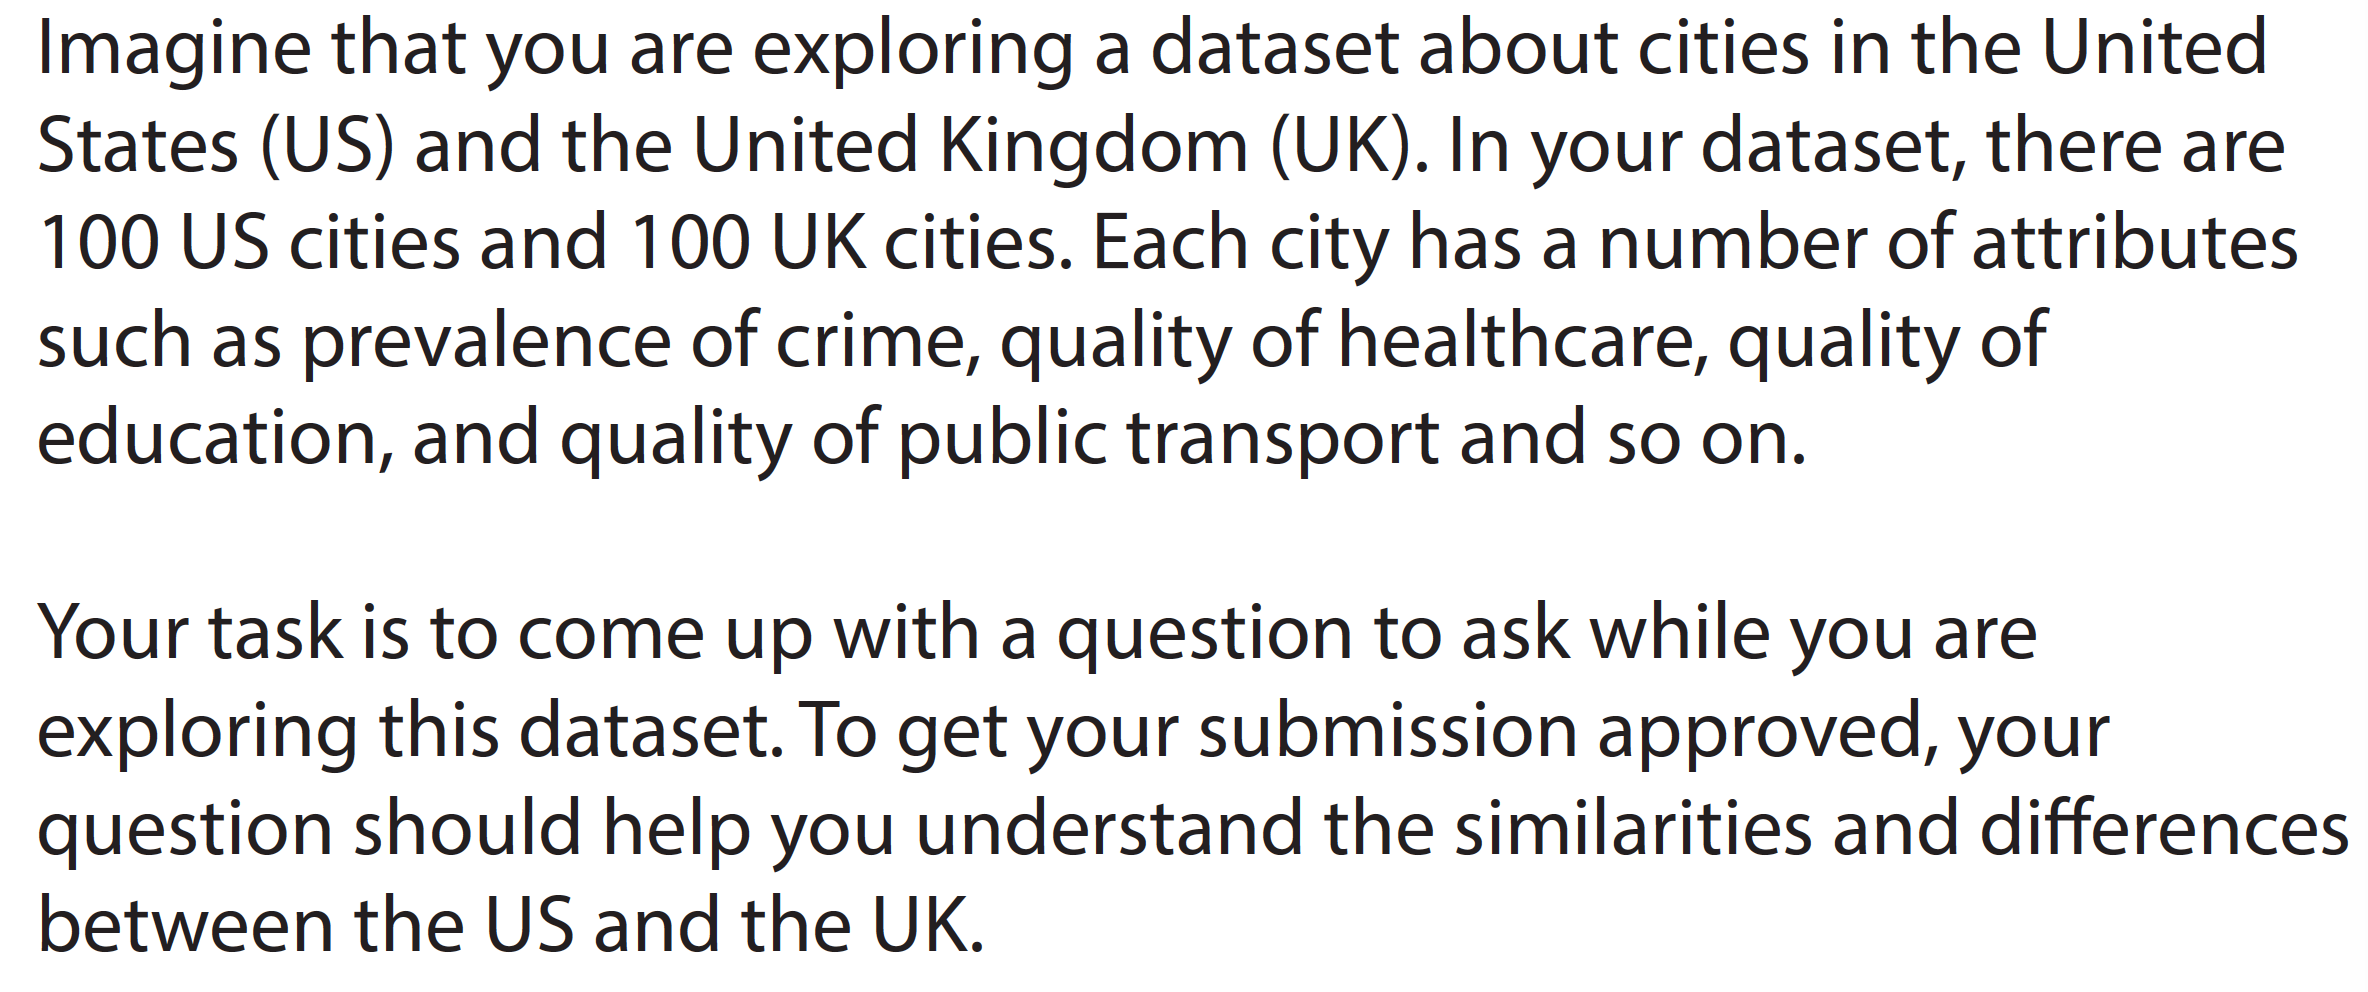 Imagine that you are exploring a dataset about cities in the United
States (US) and the United Kingdom (UK). In your dataset, there are
100 US cities and 100 UK cities. Each city has a number of attributes
such as prevalence of crime, quality of healthcare, quality of
education, and quality of public transport and so on.
Your task is to come up with a question to ask while you are
exploring this dataset. To get your submission approved, your
question should help you understand the similarities and differences
between the US and the UK.